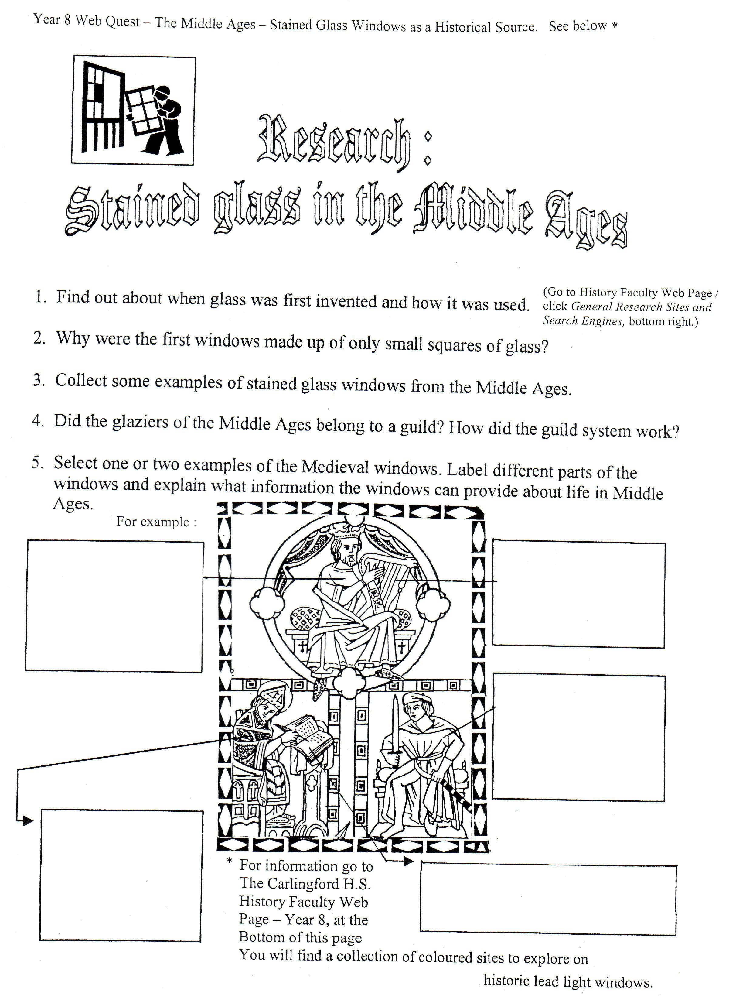 Year 8 Web Quest – The Middle Ages – Stained Glass Windows as a Historical Source. See below *
Research :
Stained glass in the Middle Ages
1. Find out about when glass was first invented and how it was used.
(Go to History Faculty Web Page /
click General Research Sites and
Search Engines, bottom right.)
2. Why were the first windows made up of only small squares of glass?
3. Collect some examples of stained glass windows from the Middle Ages.
4. Did the glaziers of the Middle Ages belong to a guild? How did the guild system work?
5. Select one or two examples of the Medieval windows. Label different parts of the
windows and explain what information the windows can provide about life in Middle
Ages.
For example :
* For information go to
The Carlingford H.S.
History Faculty Web
Page – Year 8, at the
Bottom of this page
You will find a collection of coloured sites to explore on
historic lead light windows.